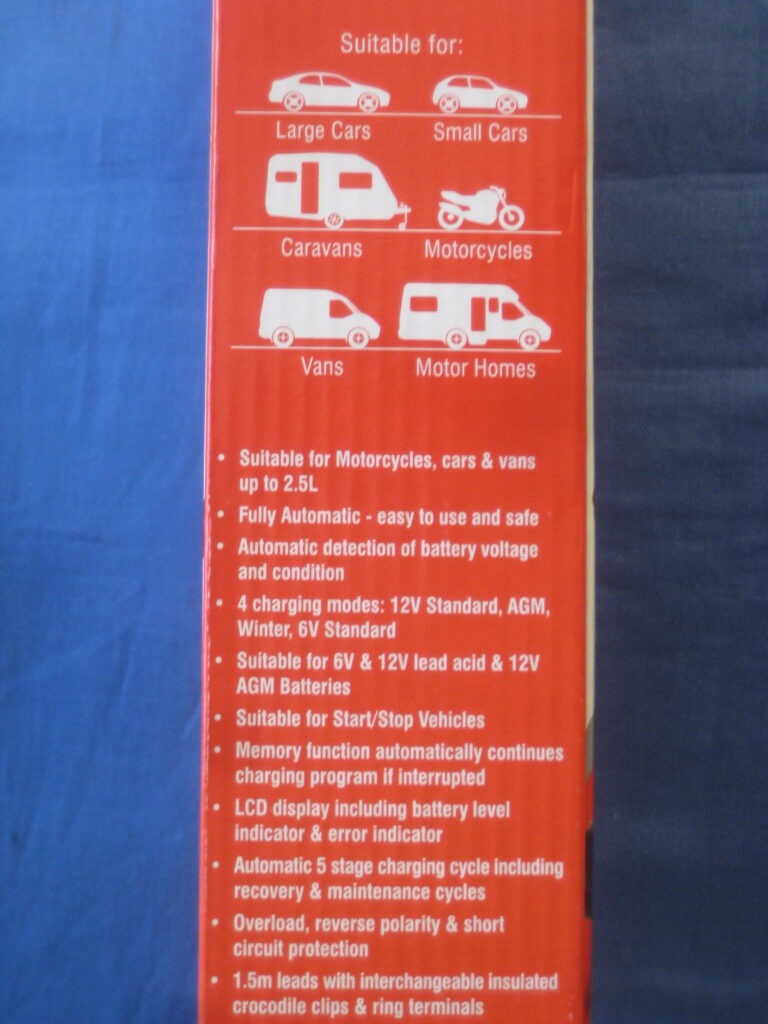 Suitable for:
Large Cars Small Cars
Caravans Motorcycles
Vans Motor Homes
• Suitable for Motorcycles, cars & vans
up to 2.5L
• Fully Automatic - easy to use and safe
• Automatic detection of battery voltage
and condition
• 4 charging modes: 12V Standard, AGM,
Winter, 6V Standard
• Suitable for 6V & 12V lead acid & 12V
AGM Batteries
• Suitable for Start/Stop Vehicles
• Memory function automatically continues
charging program if interrupted
• LCD display including battery level
indicator & error indicator
• Automatic 5 stage charging cycle including
recovery & maintenance cycles
• Overload, reverse polarity & short
circuit protection
• 1.5m leads with interchangeable insulated
crocodile clips & ring terminals